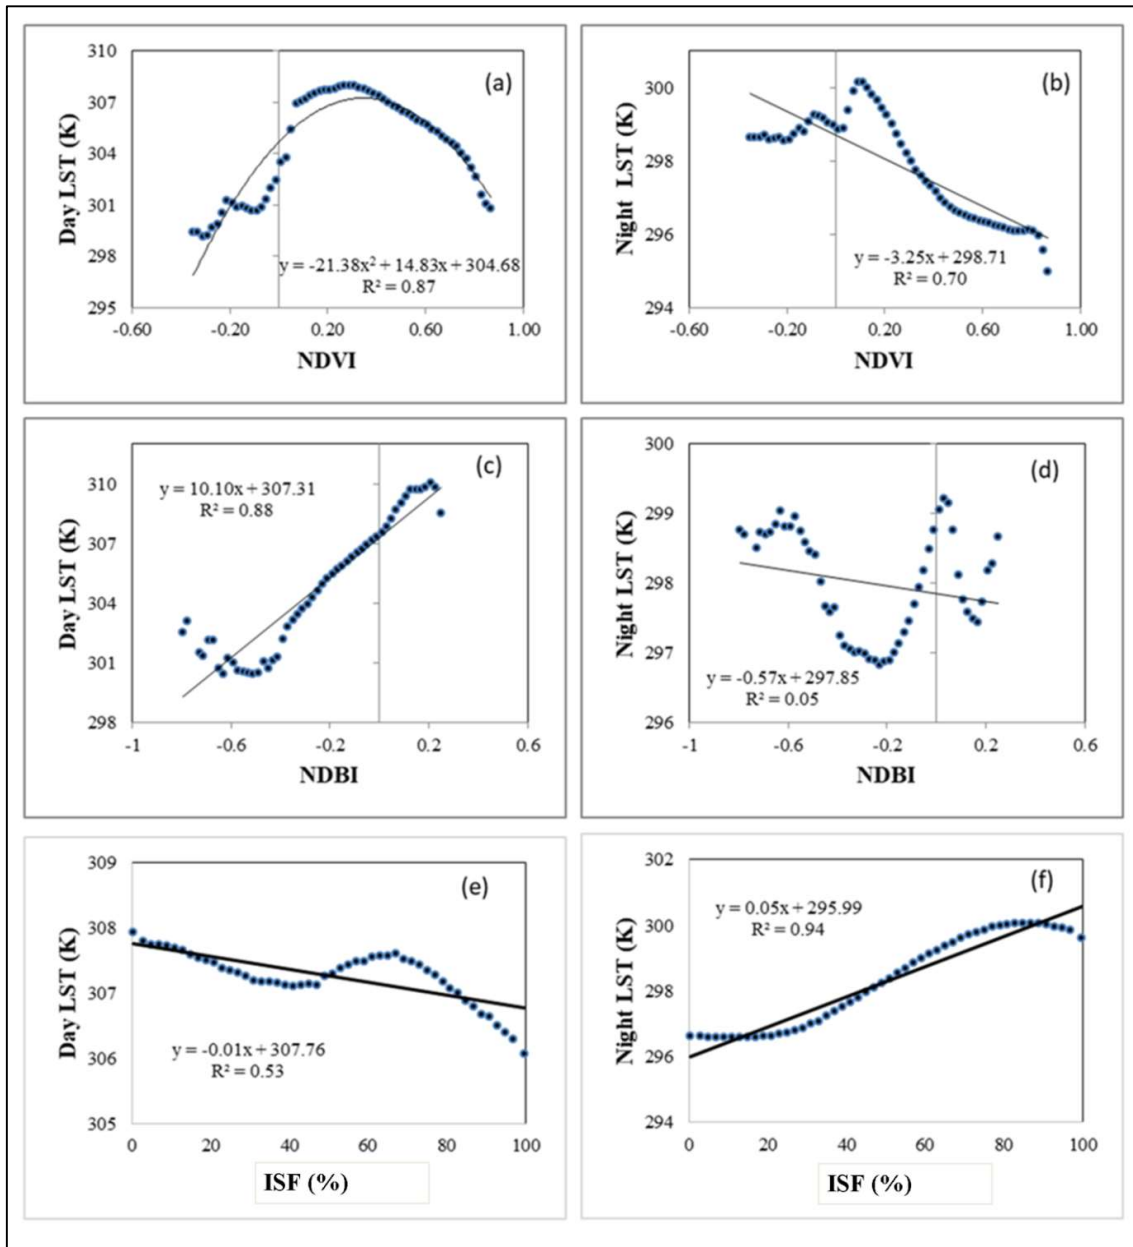 (a)
310
307
304
301
298
295
Day LST (K)
y = -21.38x² + 14.83x + 304.68
R² = 0.87
-0.60 -0.20 0.20 0.60 1.00
NDVI
(b)
300
298
296
294
Night LST (K)
y = -3.25x + 298.71
R² = 0.70
-0.60 -0.20 0.20 0.60 1.00
NDVI
(c)
310
307
304
301
298
Day LST (K)
y = 10.10x + 307.31
R² = 0.88
-1 -0.6 -0.2 0.2 0.6
NDBI
(d)
300
299
298
297
296
Night LST (K)
y = -0.57x + 297.85
R² = 0.05
-1 -0.6 -0.2 0.2 0.6
NDBI
(e)
309
308
307
306
305
Day LST (K)
y = -0.01x + 307.76
R² = 0.53
0 20 40 60 80 100
ISF (%)
(f)
302
300
298
296
294
Night LST (K)
y = 0.05x + 295.99
R² = 0.94
0 20 40 60 80 100
ISF (%)